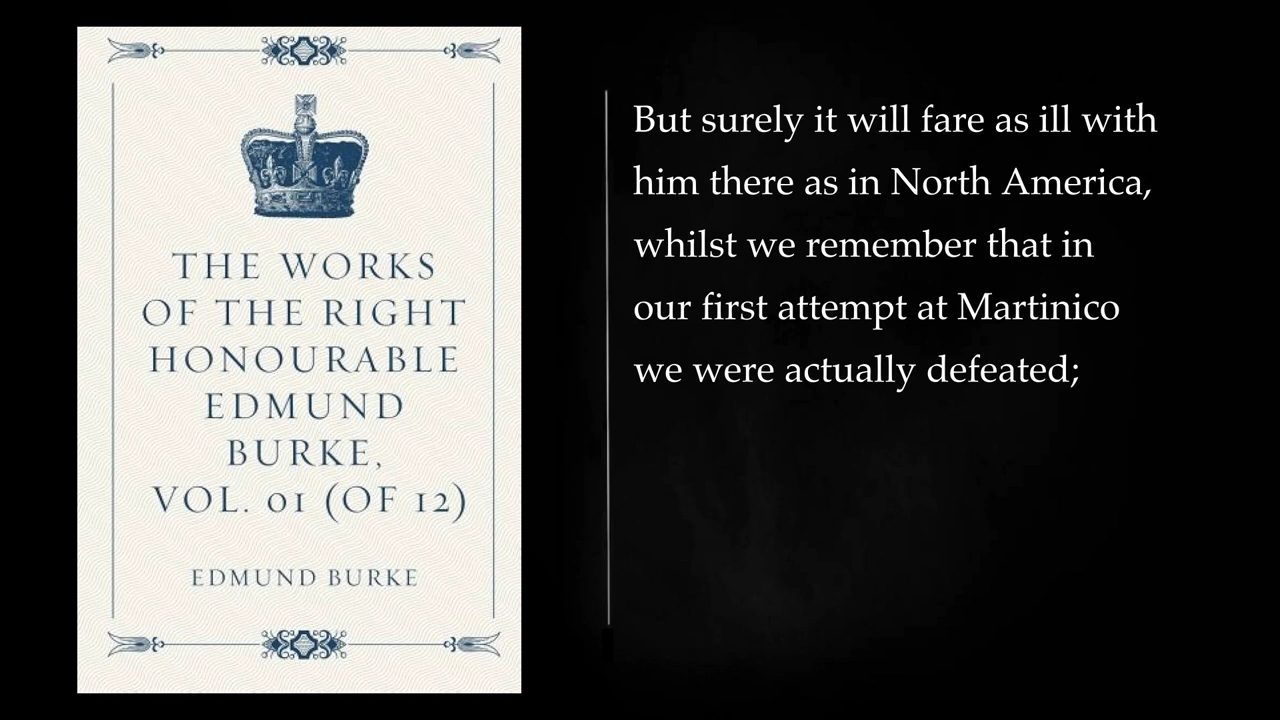 THE WORKS
OF THE RIGHT
HONOURABLE
EDMUND
BURKE,
VOL. 01 (OF 12)
EDMUND BURKE
But surely it will fare as ill with
him there as in North America,
whilst we remember that in
our first attempt at Martinico
we were actually defeated;